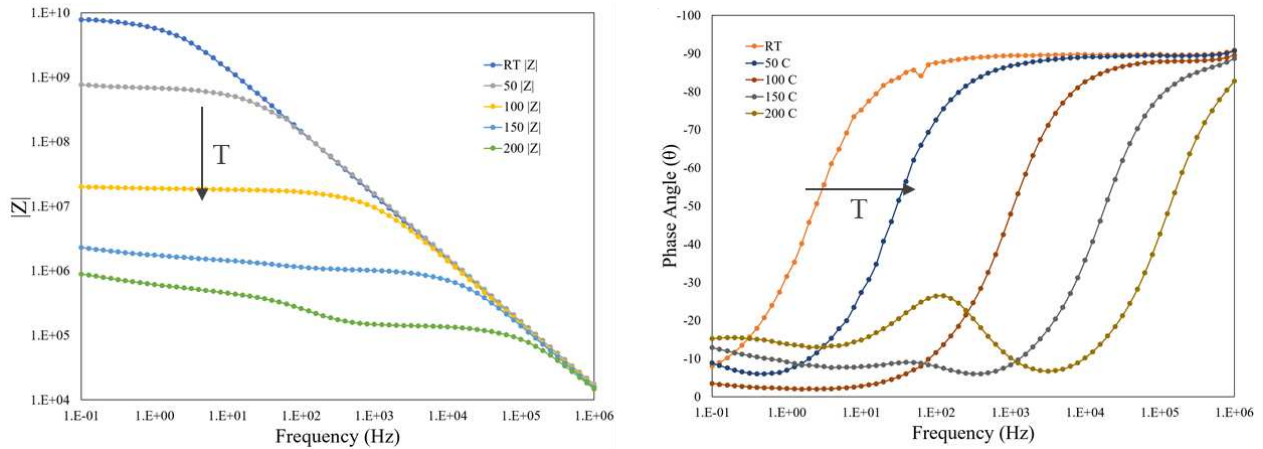 1.E+10
1.E+09
1.E+08
1.E+07
1.E+06
1.E+05
1.E+04
|Z|
RT |Z|
50 |Z|
100 |Z|
150 |Z|
200 |Z|
T
1.E-01 1.E+00 1.E+01 1.E+02 1.E+03 1.E+04 1.E+05 1.E+06
Frequency (Hz)
-100
-90
-80
-70
-60
-50
-40
-30
-20
-10
0
Phase Angle (θ)
RT
50 C
100 C
150 C
200 C
T
1.E-01 1.E+00 1.E+01 1.E+02 1.E+03 1.E+04 1.E+05 1.E+06
Frequency (Hz)